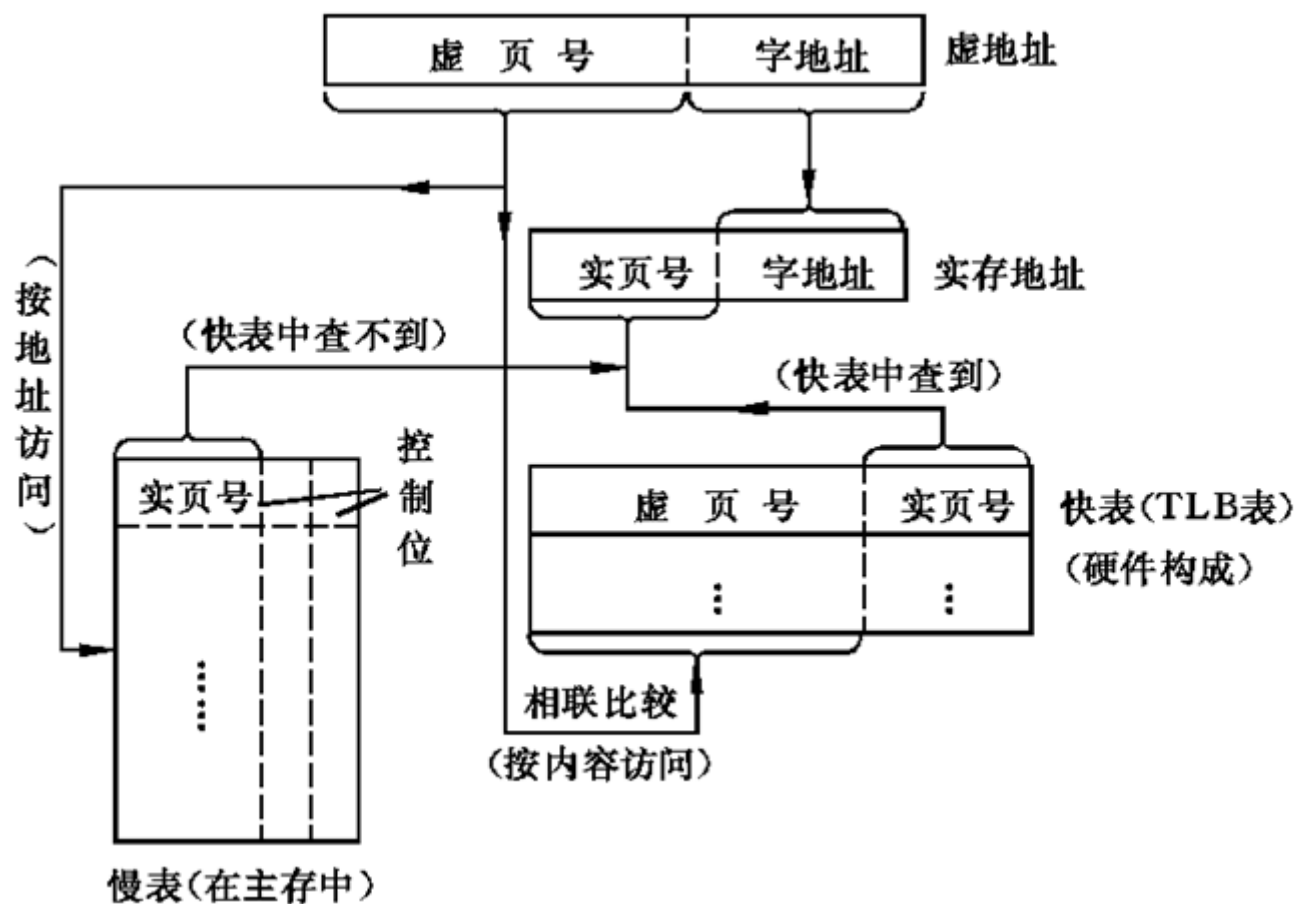 虚 页 号 字地址 虚地址
实页号 字地址 实存地址
(按地址访问)
(快表中查不到)
(快表中查到)
控制位
实页号
虚 页 号 实页号 快表(TLB表)
(硬件构成)
⋮ ⋮
⋮
相联比较
(按内容访问)
慢表(在主存中)